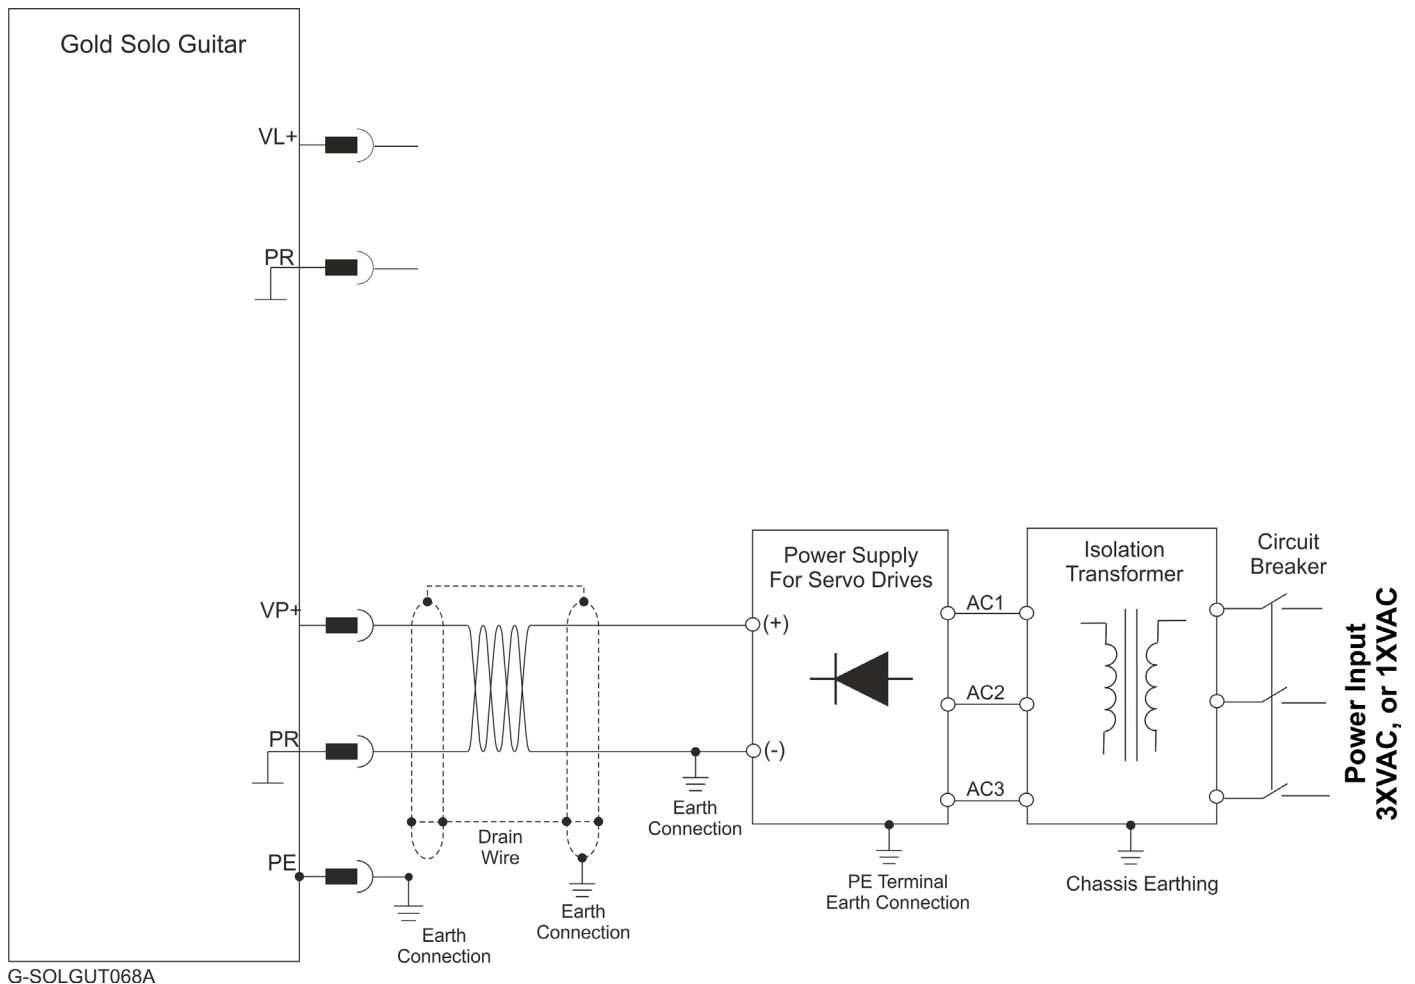 Gold Solo Guitar
VL+
PR
VP+
PR
PE
Drain
Wire
Earth
Connection
Earth
Connection
Earth
Connection
Power Supply
For Servo Drives
(+)
(-)
PE Terminal
Earth Connection
AC1
AC2
AC3
Isolation
Transformer
Chassis Earthing
Circuit
Breaker
Power Input
3XVAC, or 1XVAC
G-SOLGUT068A